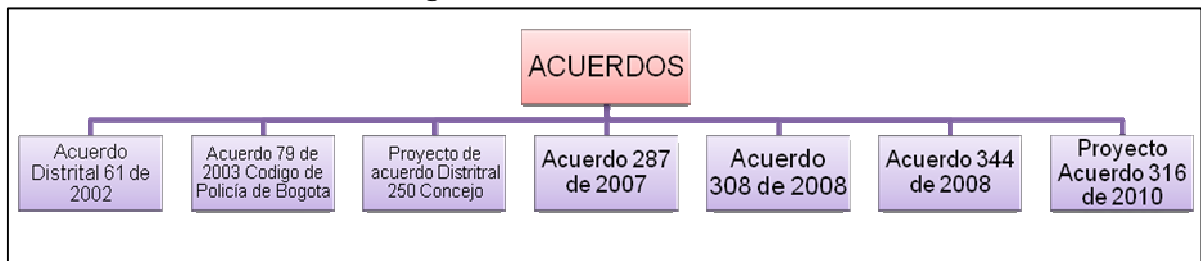 ACUERDOS
Acuerdo
Distrital 61 de
2002
Acuerdo 79 de
2003 Codigo de
Policía de Bogota
Proyecto de
acuerdo Distritral
250 Concejo
Acuerdo 287
de 2007
Acuerdo
308 de 2008
Acuerdo 344
de 2008
Proyecto
Acuerdo 316
de 2010